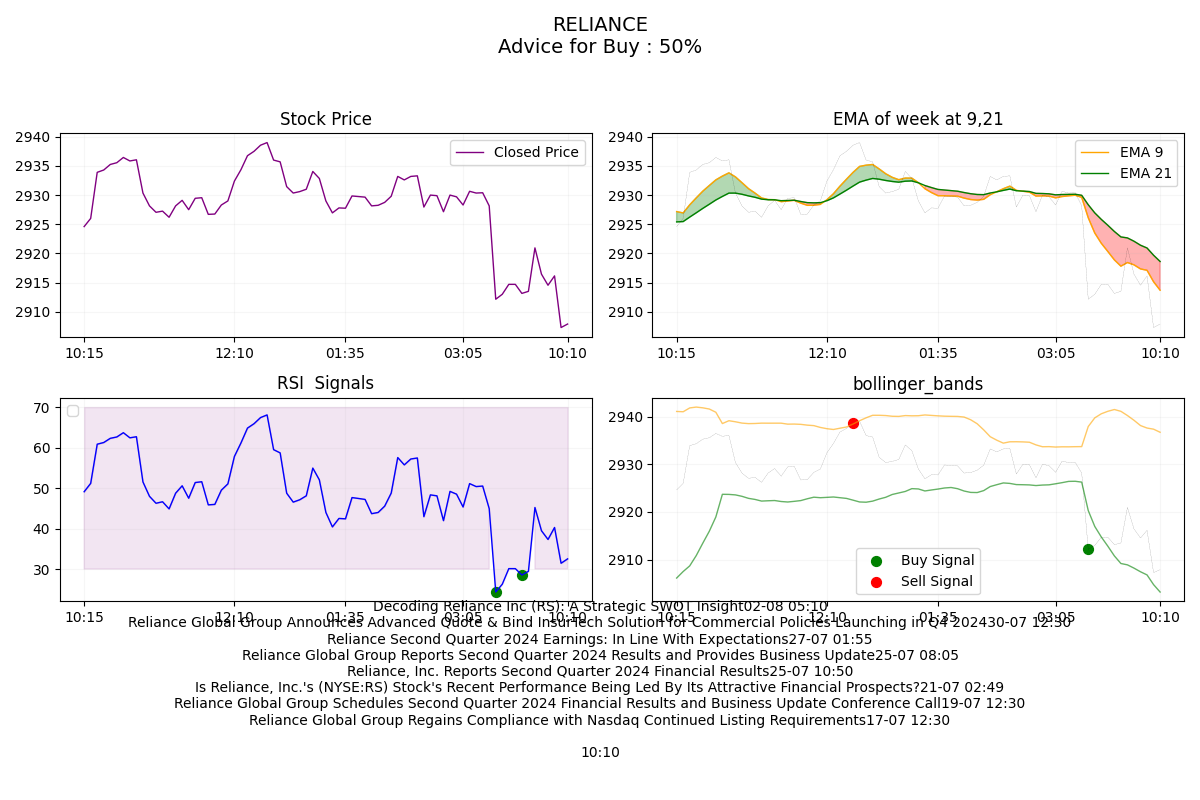 RELIANCE
Advice for Buy : 50%
Stock Price
2940
2935
2930
2925
2920
2915
2910
Closed Price
10:15
12:10
01:35
03:05
10:10
EMA of week at 9,21
2940
2935
2930
2925
2920
2915
2910
EMA 9
EMA 21
10:15
12:10
01:35
03:05
10:10
RSI  Signals
70
60
50
40
30
10:15
12:10
01:35
03:05
10:10
bollinger_bands
2940
2930
2920
2910
Buy Signal
Sell Signal
10:15
12:10
01:35
03:05
10:10
Decoding Reliance Inc (RS): A Strategic SWOT Insight02-08 05:10
Reliance Global Group Announces Advanced Quote & Bind InsurTech Solution for Commercial Policies Launching in Q4 202430-07 12:30
Reliance Second Quarter 2024 Earnings: In Line With Expectations27-07 01:55
Reliance Global Group Reports Second Quarter 2024 Results and Provides Business Update25-07 08:05
Reliance, Inc. Reports Second Quarter 2024 Financial Results25-07 10:50
Is Reliance, Inc.'s (NYSE:RS) Stock's Recent Performance Being Led By Its Attractive Financial Prospects?21-07 02:49
Reliance Global Group Schedules Second Quarter 2024 Financial Results and Business Update Conference Call19-07 12:30
Reliance Global Group Regains Compliance with Nasdaq Continued Listing Requirements17-07 12:30
10:10